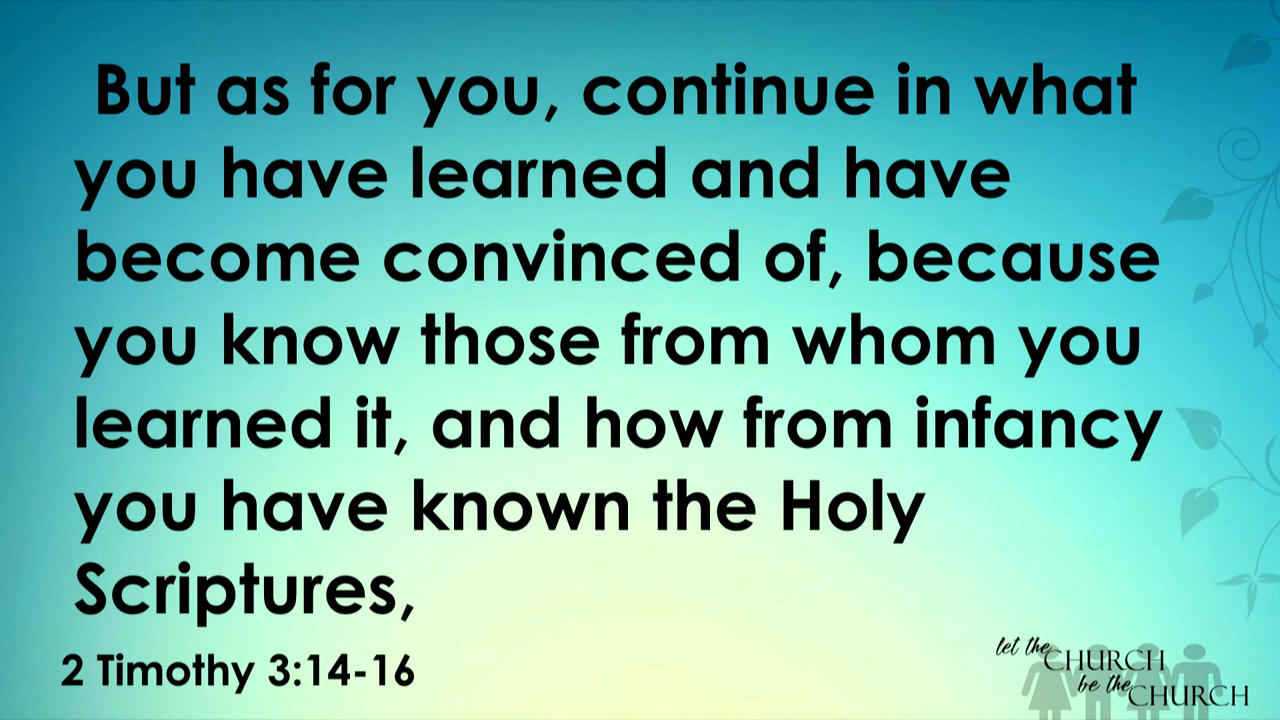 But as for you, continue in what
you have learned and have
become convinced of, because
you know those from whom you
learned it, and how from infancy
you have known the Holy
Scriptures,
2 Timothy 3:14-16
let the
CHURCH
be the
CHURCH